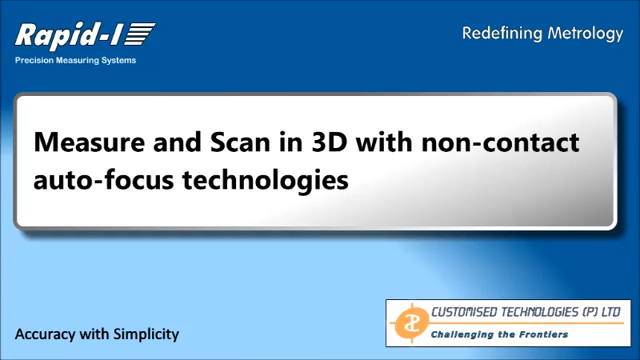 Rapid-I
Precision Measuring Systems
Redefining Metrology
Measure and Scan in 3D with non-contact
auto-focus technologies
Accuracy with Simplicity
CUSTOMISED TECHNOLOGIES (P) LTD
Challenging the Frontiers